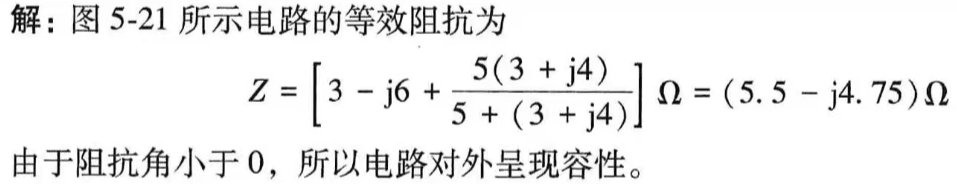 解：图 5-21 所示电路的等效阻抗为
Z = [3 - j6 + 5(3 + j4) / 5 + (3 + j4)] Ω = (5.5 - j4.75)Ω
由于阻抗角小于 0，所以电路对外呈现容性。